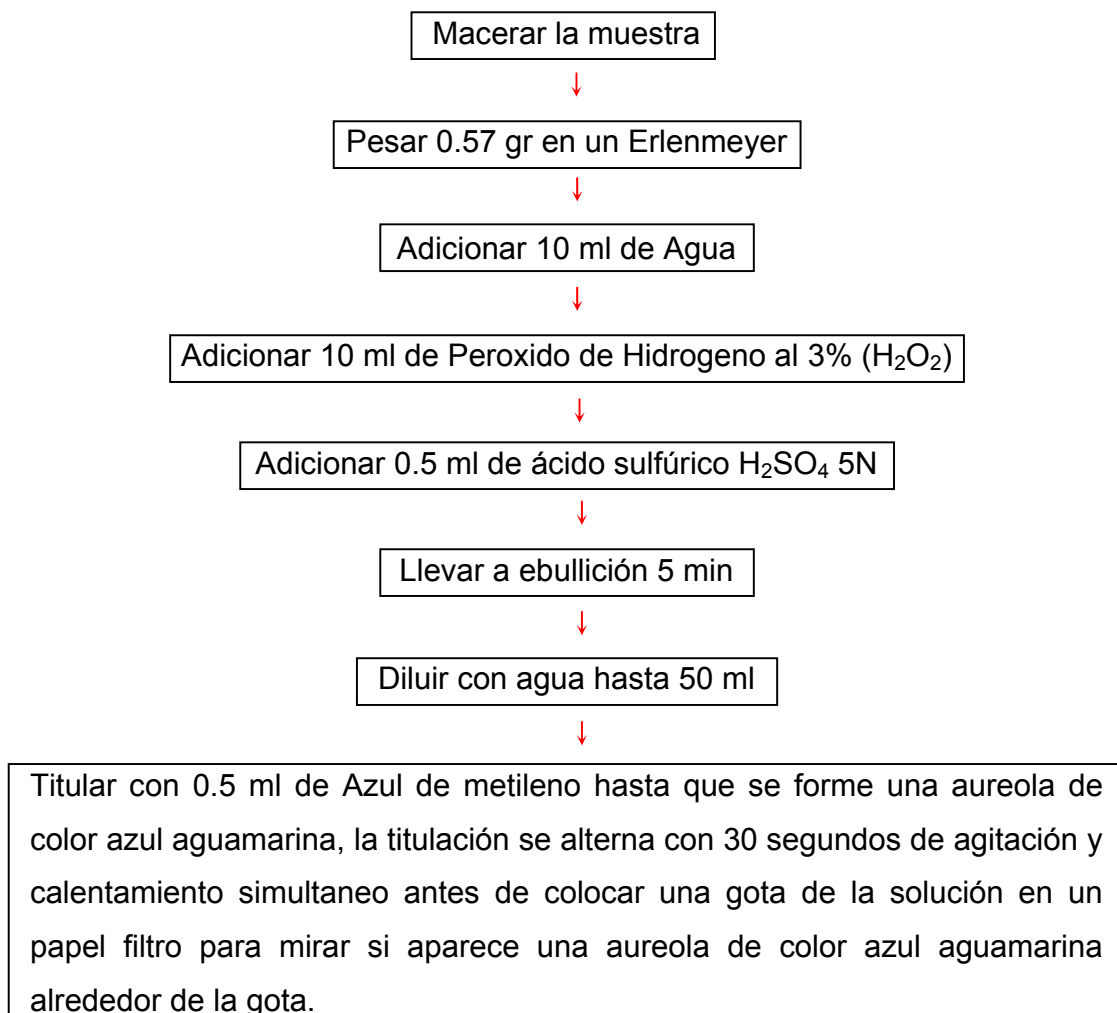 Macerar la muestra
Pesar 0.57 gr en un Erlenmeyer
Adicionar 10 ml de Agua
Adicionar 10 ml de Peroxido de Hidrogeno al 3% (H₂O₂)
Adicionar 0.5 ml de ácido sulfúrico H₂SO₄ 5N
Llevar a ebullición 5 min
Diluir con agua hasta 50 ml
Titular con 0.5 ml de Azul de metileno hasta que se forme una aureola de
color azul aguamarina, la titulación se alterna con 30 segundos de agitación y
calentamiento simultaneo antes de colocar una gota de la solución en un
papel filtro para mirar si aparece una aureola de color azul aguamarina
alrededor de la gota.